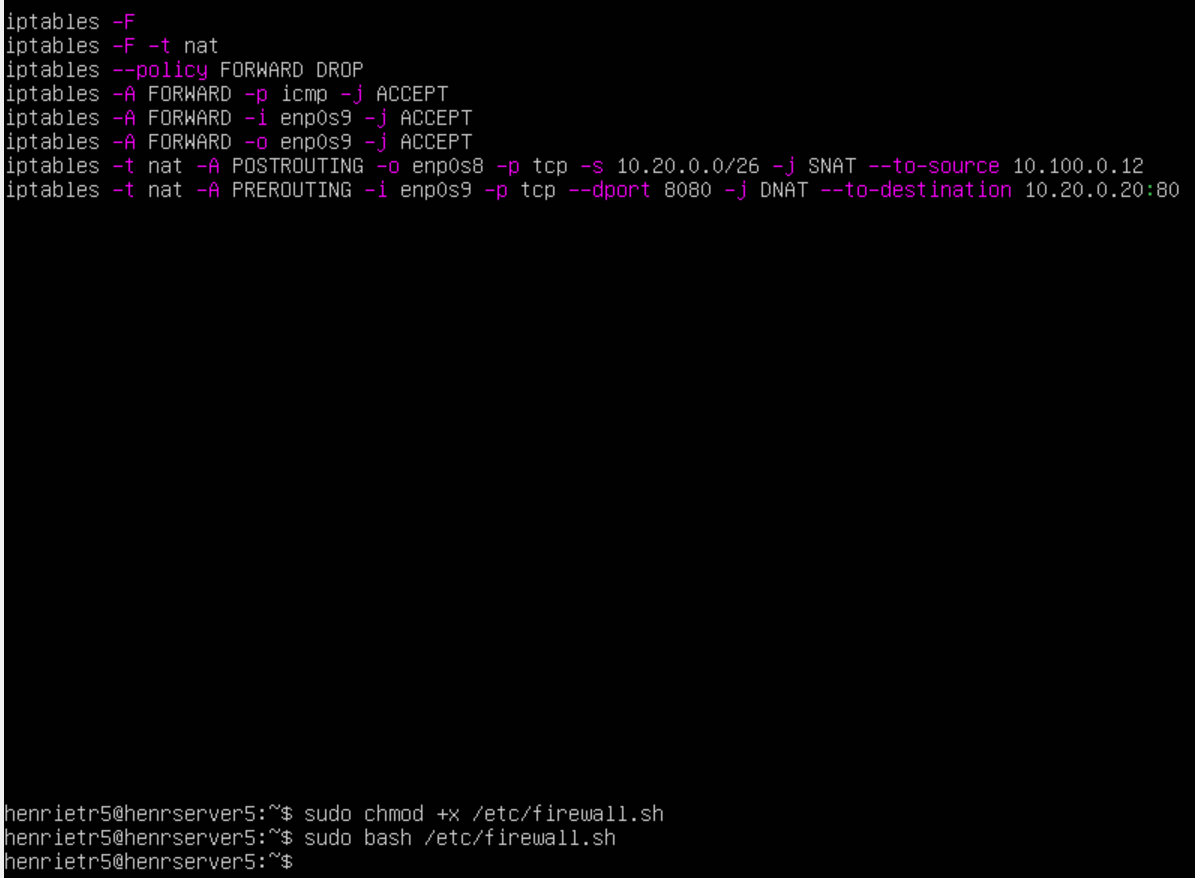 iptables -F
iptables -F -t nat
iptables --policy FORWARD DROP
iptables -A FORWARD -p icmp -j ACCEPT
iptables -A FORWARD -i enp0s9 -j ACCEPT
iptables -A FORWARD -o enp0s9 -j ACCEPT
iptables -t nat -A POSTROUTING -o enp0s8 -p tcp -s 10.20.0.0/26 -j SNAT --to-source 10.100.0.12
iptables -t nat -A PREROUTING -i enp0s9 -p tcp --dport 8080 -j DNAT --to-destination 10.20.0.20:80
henrietr5@henrserver5:~$ sudo chmod +x /etc/firewall.sh
henrietr5@henrserver5:~$ sudo bash /etc/firewall.sh
henrietr5@henrserver5:~$